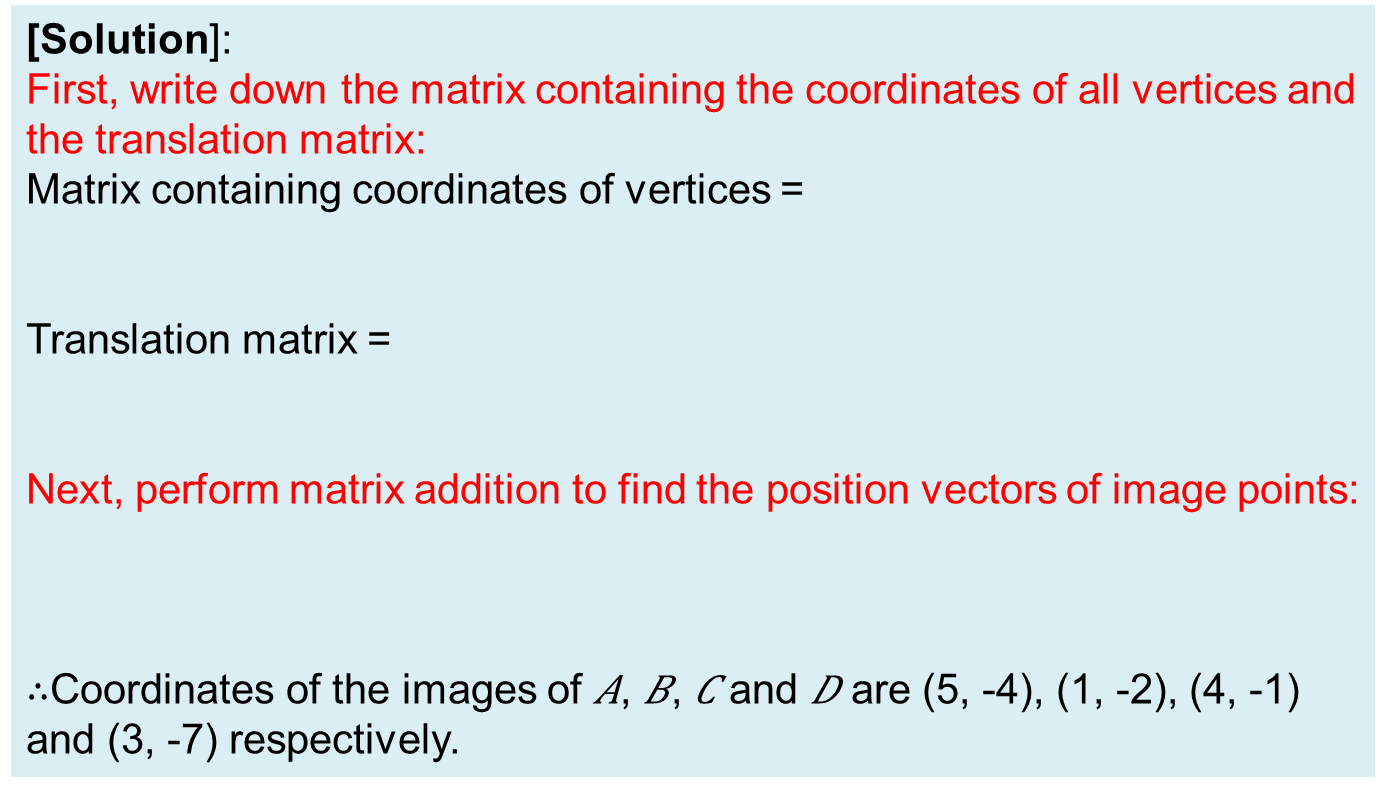 [Solution]:
First, write down the matrix containing the coordinates of all vertices and
the translation matrix:
Matrix containing coordinates of vertices =
Translation matrix =
Next, perform matrix addition to find the position vectors of image points:
∴Coordinates of the images of 𝐴, 𝐵, 𝐶 and 𝐷 are (5, -4), (1, -2), (4, -1)
and (3, -7) respectively.